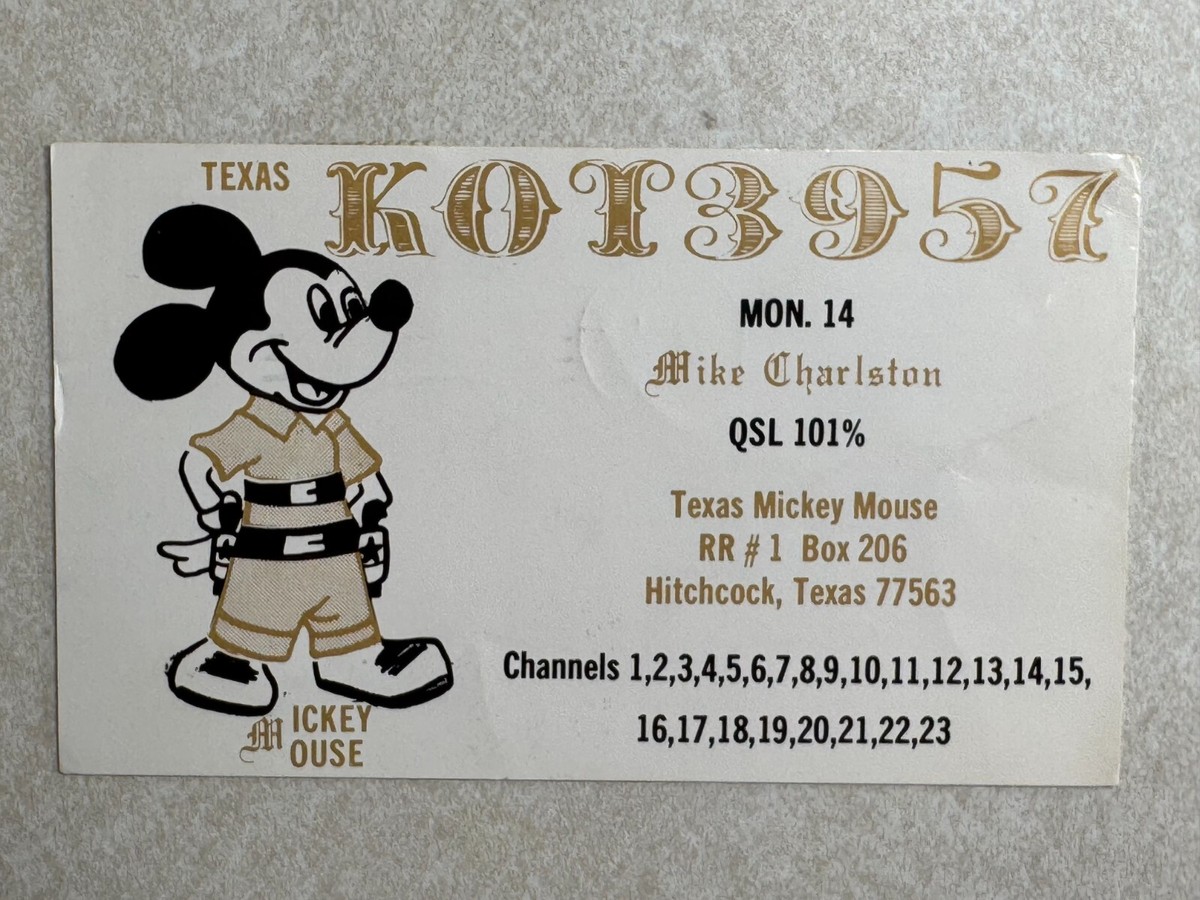 TEXAS KOT3957
MON. 14
Mike Charlston
QSL 101%
Texas Mickey Mouse
RR # 1 Box 206
Hitchcock, Texas 77563
Channels 1,2,3,4,5,6,7,8,9,10,11,12,13,14,15,
16,17,18,19,20,21,22,23
MICKEY
MOUSE